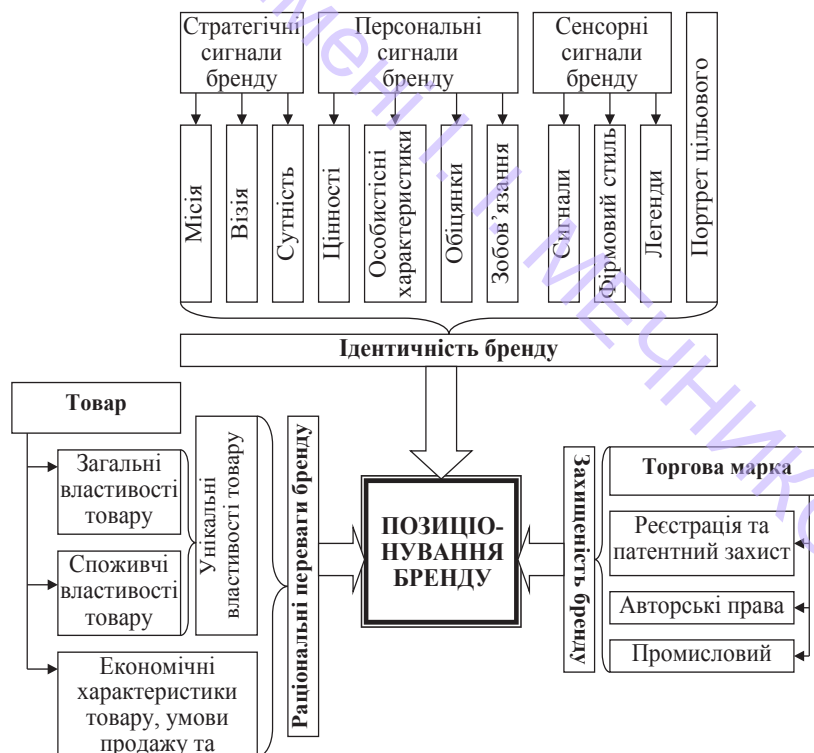 Стратегічні
сигнали
бренду
Персональні
сигнали
бренду
Сенсорні
сигнали
бренду
Місія
Візія
Сутність
Цінності
Особистісні
характеристики
Обіцянки
Зобов’язання
Сигнали
Фірмовий стиль
Легенди
Портрет цільового
Ідентичність бренду
Товар
Загальні
властивості
товару
Споживчі
властивості
товару
Економічні
характеристики
товару, умови
продажу та
Унікальні
властивості товару
Раціональні переваги бренду
ПОЗИЦІО-
НУВАННЯ
БРЕНДУ
Захищеність бренду
Торгова марка
Реєстрація та
патентний захист
Авторські права
Промисловий
імені І. І. МЕЧНИКО